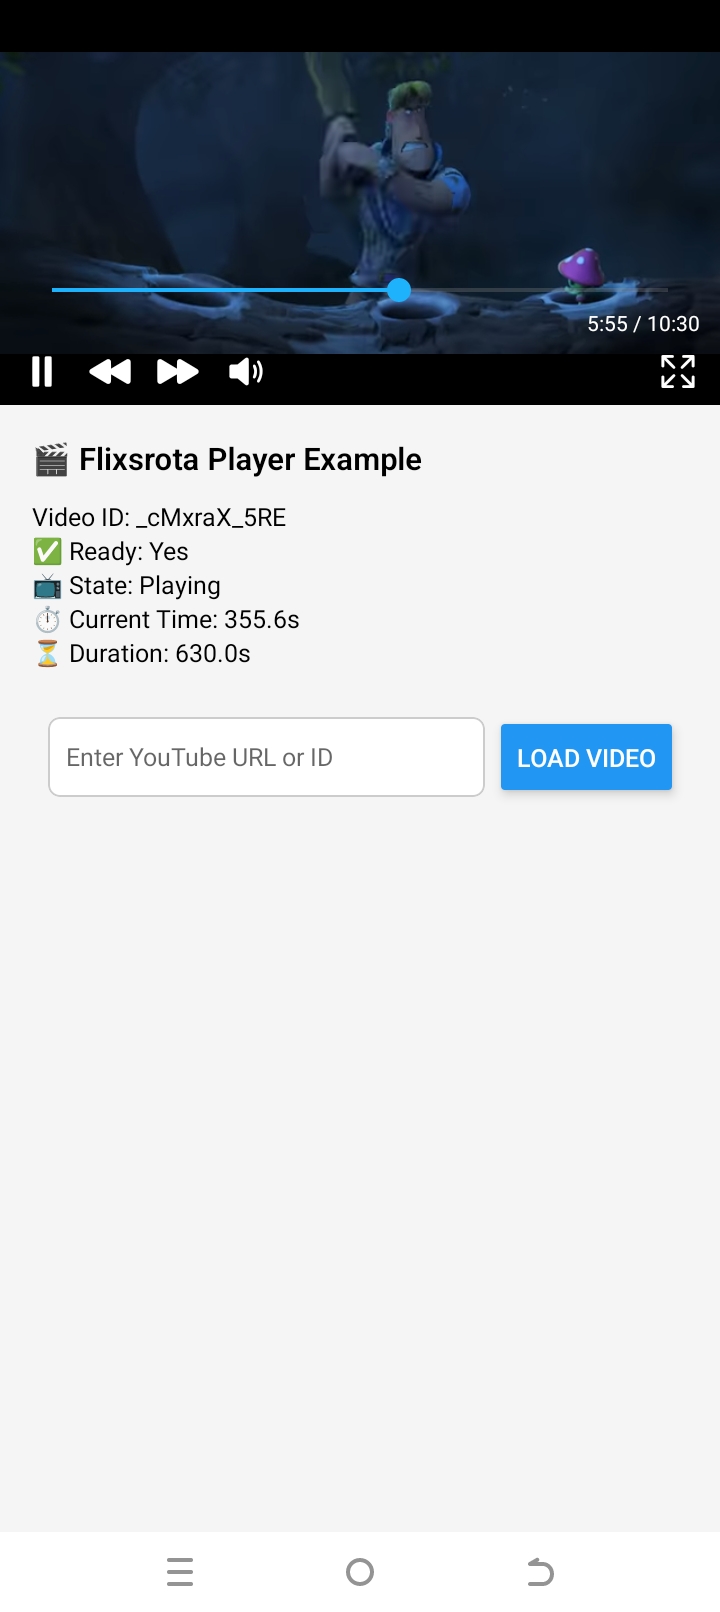 5:55 / 10:30
🎬 Flixsrota Player Example
Video ID: _cMxraX_5RE
✅ Ready: Yes
📺 State: Playing
⏱️ Current Time: 355.6s
⏳ Duration: 630.0s
Enter YouTube URL or ID
LOAD VIDEO